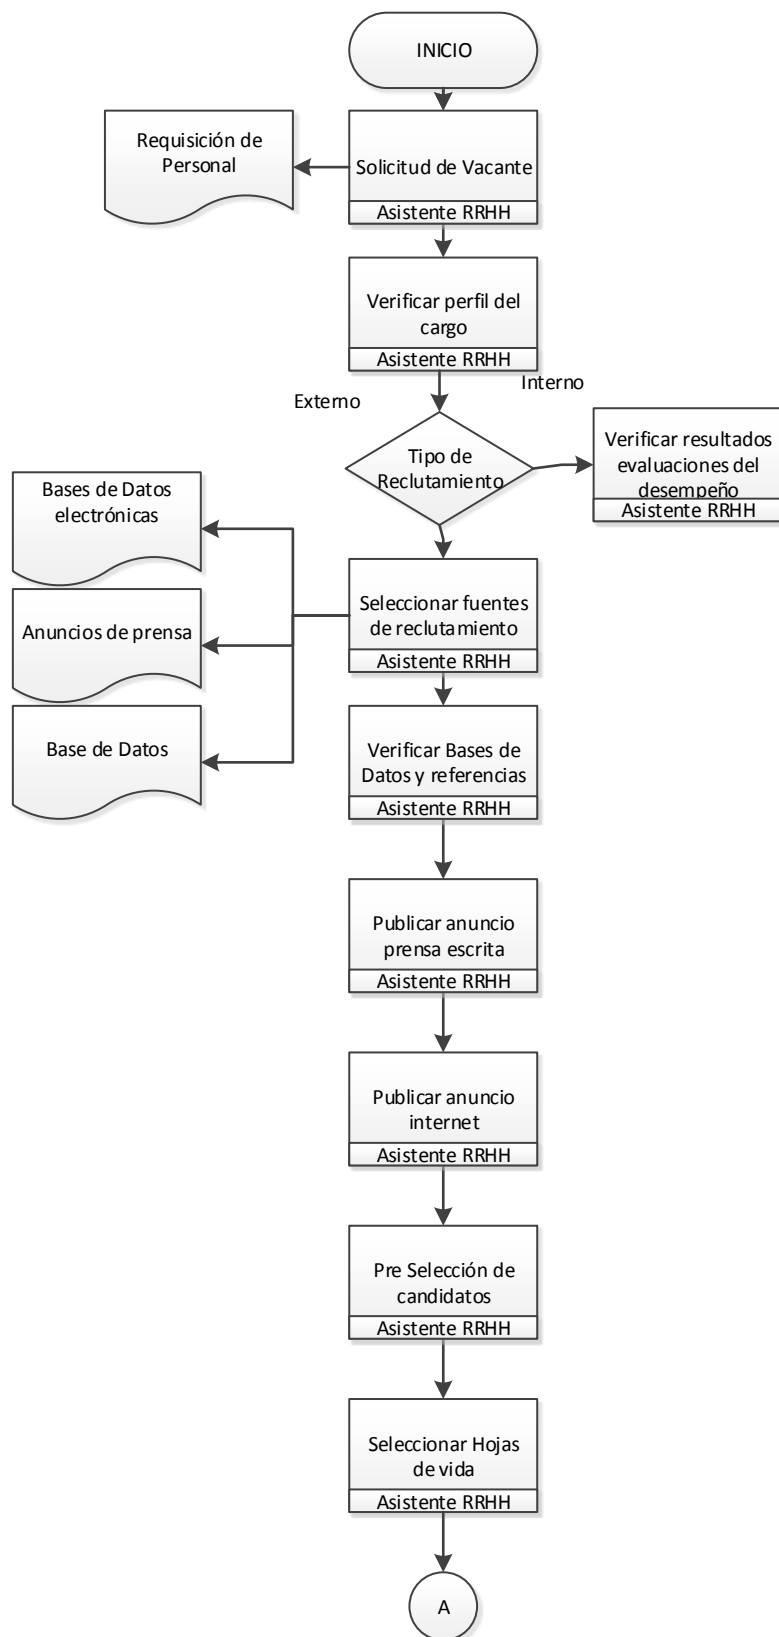 INICIO
Requisición de
Personal
Solicitud de Vacante
Asistente RRHH
Verificar perfil del
cargo
Asistente RRHH
Interno
Externo
Tipo de
Reclutamiento
Verificar resultados
evaluaciones del
desempeño
Asistente RRHH
Bases de Datos
electrónicas
Seleccionar fuentes
de reclutamiento
Asistente RRHH
Anuncios de prensa
Base de Datos
Verificar Bases de
Datos y referencias
Asistente RRHH
Publicar anuncio
prensa escrita
Asistente RRHH
Publicar anuncio
internet
Asistente RRHH
Pre Selección de
candidatos
Asistente RRHH
Seleccionar Hojas
de vida
Asistente RRHH
A